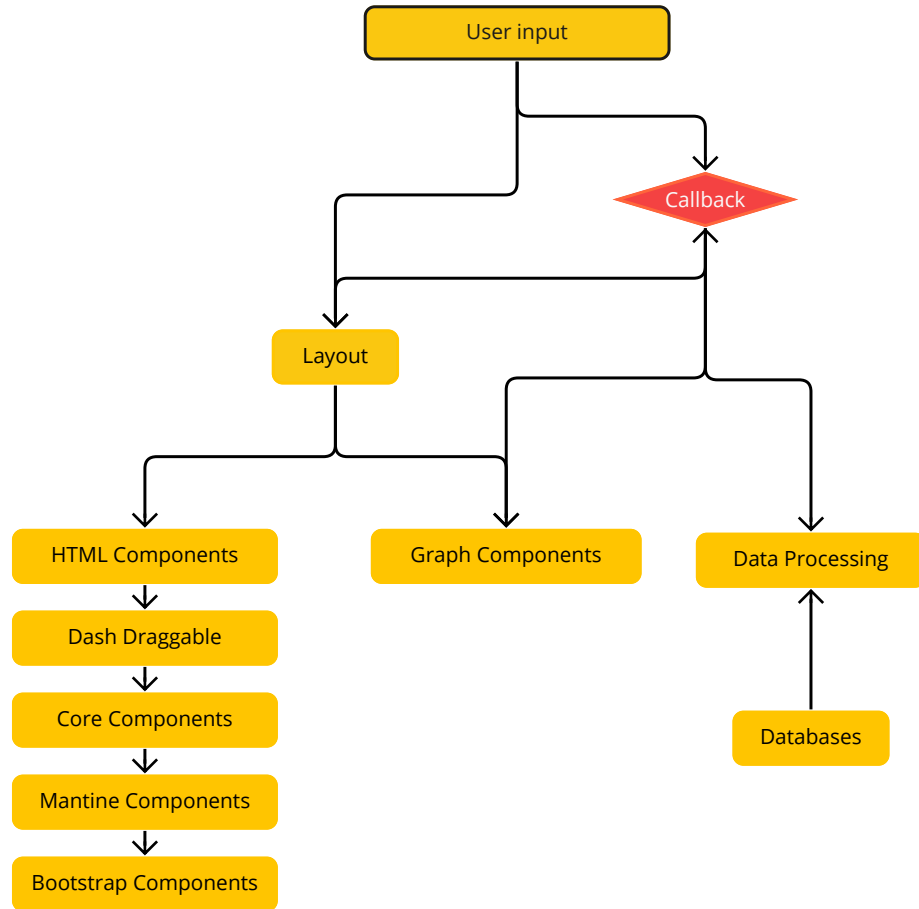 User input
Callback
Layout
HTML Components
Graph Components
Data Processing
Dash Draggable
Core Components
Databases
Mantine Components
Bootstrap Components